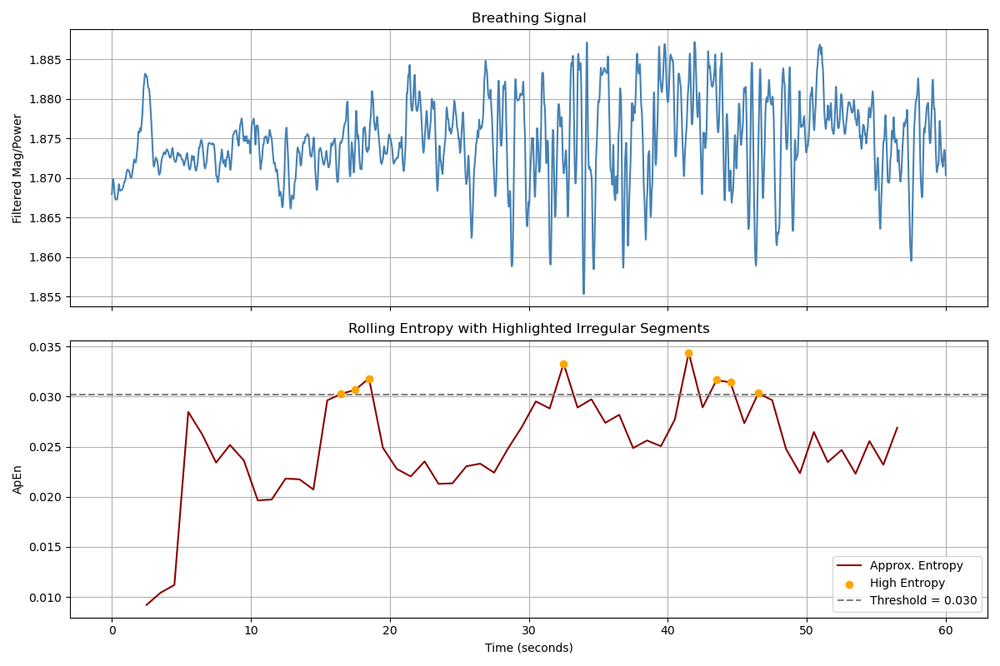 Breathing Signal
Filtered Mag/Power
1.885
1.880
1.875
1.870
1.865
1.860
1.855
Rolling Entropy with Highlighted Irregular Segments
ApEn
0.035
0.030
0.025
0.020
0.015
0.010
Approx. Entropy
High Entropy
Threshold = 0.030
0 10 20 30 40 50 60
Time (seconds)